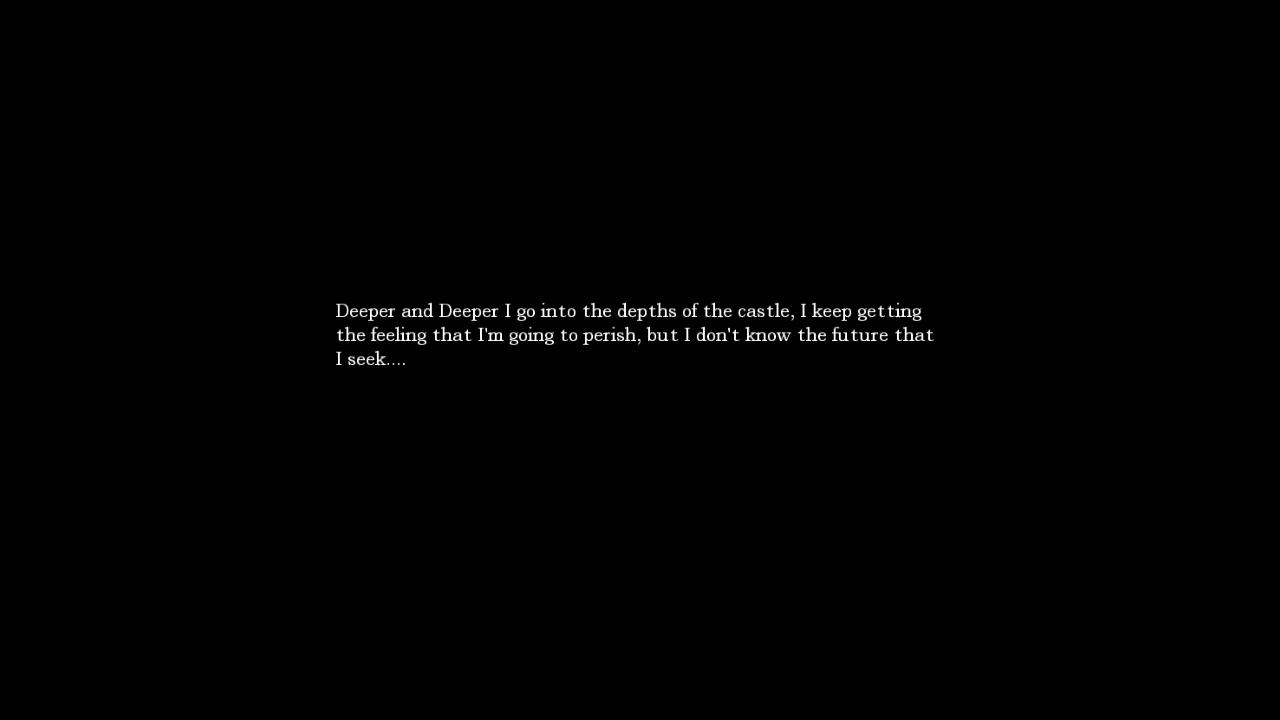 Deeper and Deeper I go into the depths of the castle, I keep getting
the feeling that I'm going to perish, but I don't know the future that
I seek....